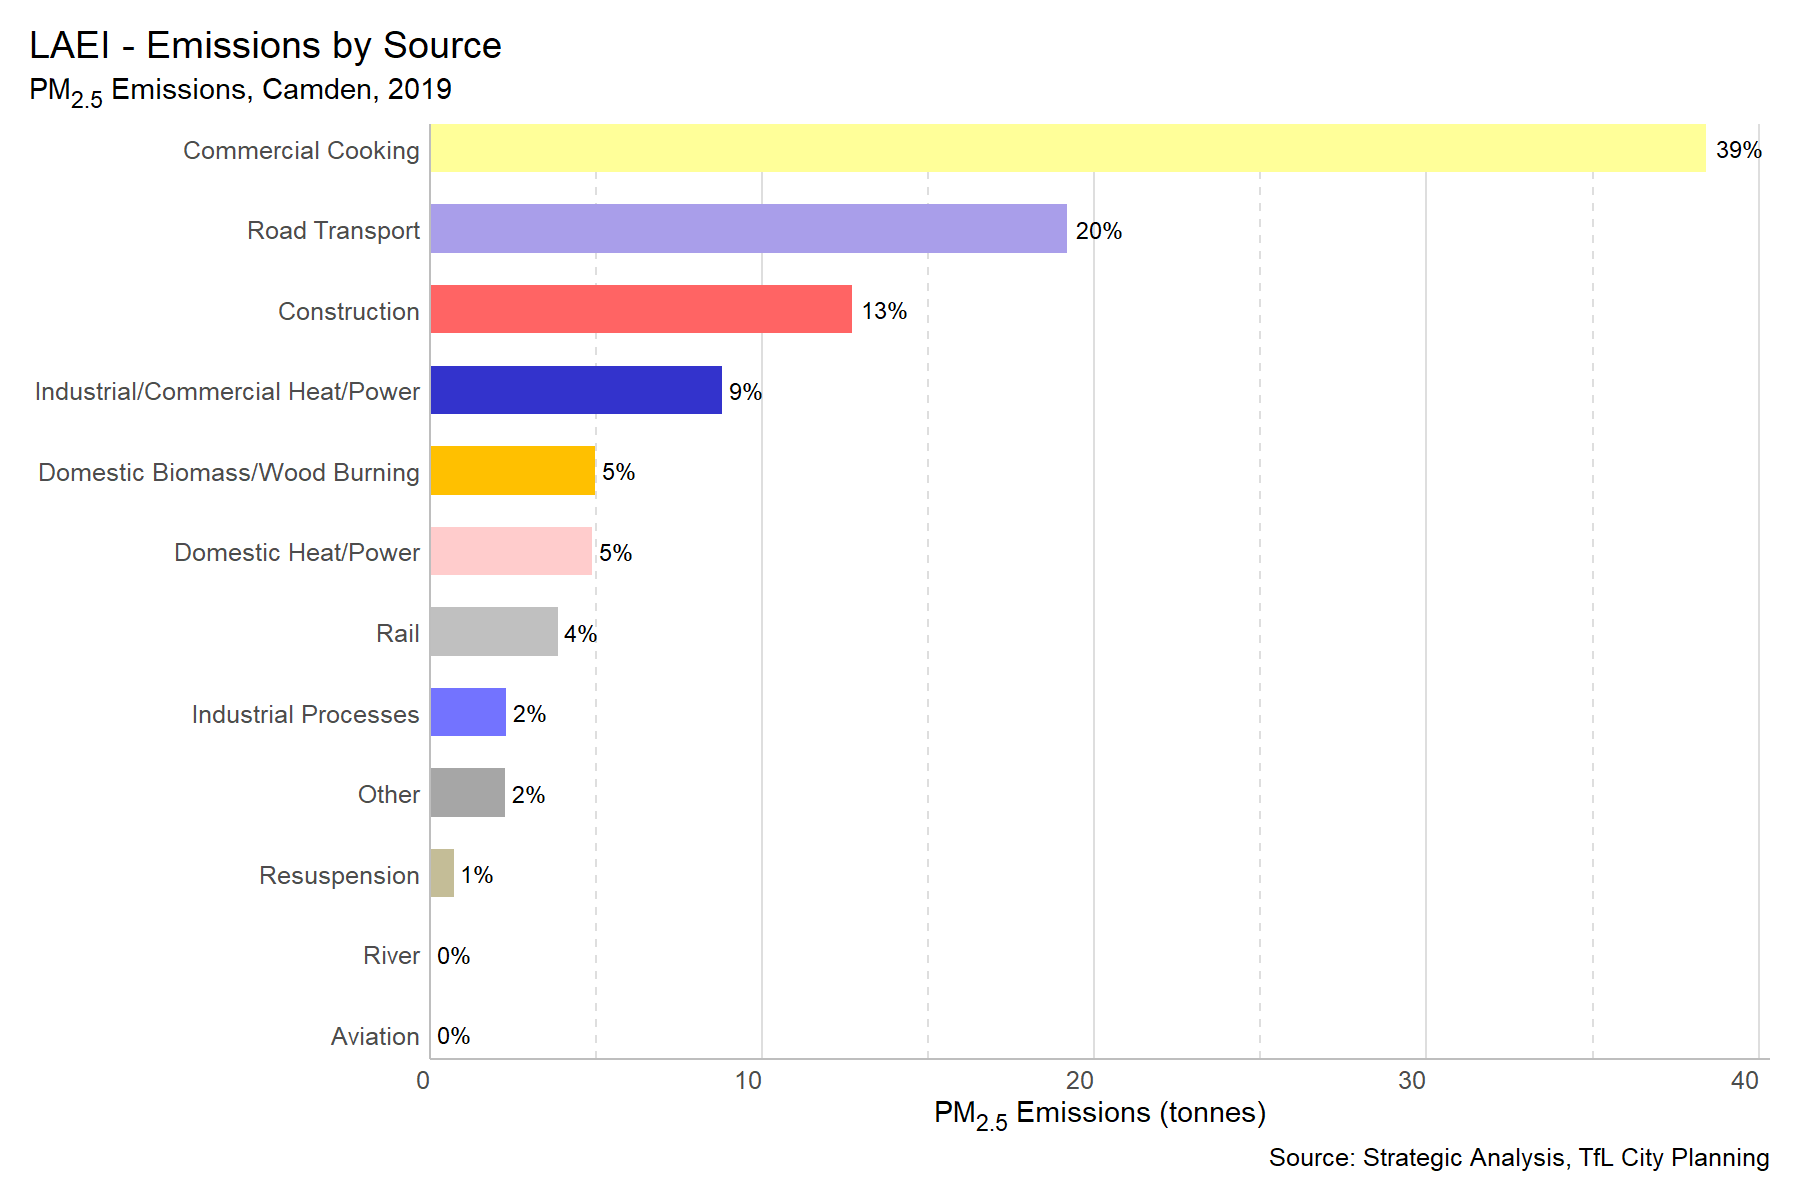 LAEI - Emissions by Source
PM2.5 Emissions, Camden, 2019
Commercial Cooking 39%
Road Transport 20%
Construction 13%
Industrial/Commercial Heat/Power 9%
Domestic Biomass/Wood Burning 5%
Domestic Heat/Power 5%
Rail 4%
Industrial Processes 2%
Other 2%
Resuspension 1%
River 0%
Aviation 0%
0 10 20 30 40
PM2.5 Emissions (tonnes)
Source: Strategic Analysis, TfL City Planning